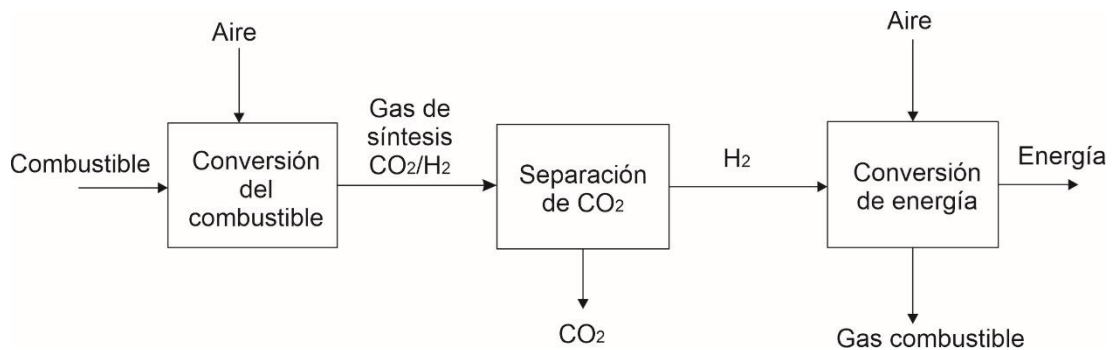 Aire
Combustible
Conversión
del
combustible
Gas de
síntesis
CO₂/H₂
Separación
de CO₂
CO₂
H₂
Aire
Conversión
de energía
Energía
Gas combustible